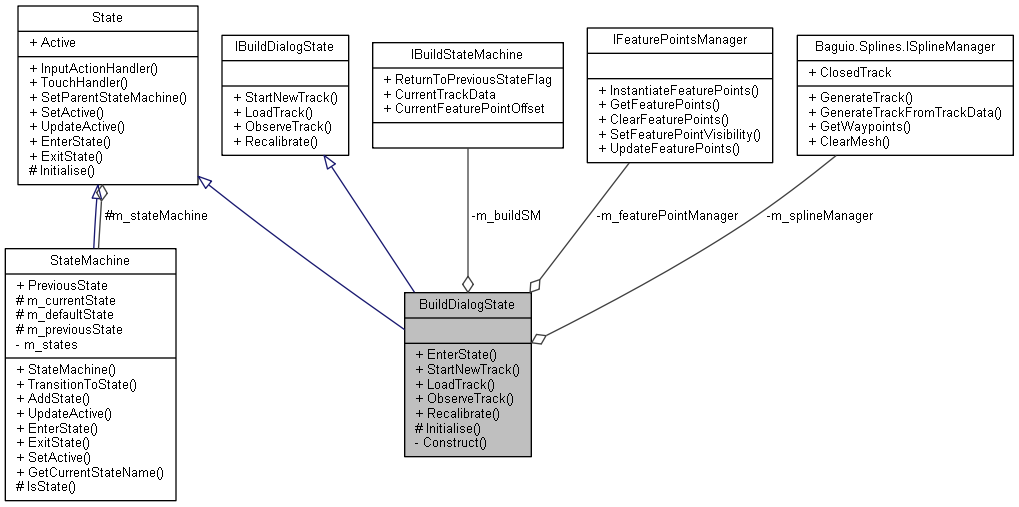 State
+ Active
+ InputActionHandler()
+ TouchHandler()
+ SetParentStateMachine()
+ SetActive()
+ UpdateActive()
+ EnterState()
+ ExitState()
# Initialise()
IBuildDialogState
+ StartNewTrack()
+ LoadTrack()
+ ObserveTrack()
+ Recalibrate()
IBuildStateMachine
+ ReturnToPreviousStateFlag
+ CurrentTrackData
+ CurrentFeaturePointOffset
IFeaturePointsManager
+ InstantiateFeaturePoints()
+ GetFeaturePoints()
+ ClearFeaturePoints()
+ SetFeaturePointVisibility()
+ UpdateFeaturePoints()
Baguio.Splines.ISplineManager
+ ClosedTrack
+ GenerateTrack()
+ GenerateTrackFromTrackData()
+ GetWaypoints()
+ ClearMesh()
#m_stateMachine
-m_buildSM
-m_featurePointManager
-m_splineManager
StateMachine
+ PreviousState
# m_currentState
# m_defaultState
# m_previousState
- m_states
+ StateMachine()
+ TransitionToState()
+ AddState()
+ UpdateActive()
+ EnterState()
+ ExitState()
+ SetActive()
+ GetCurrentStateName()
# IsState()
BuildDialogState
+ EnterState()
+ StartNewTrack()
+ LoadTrack()
+ ObserveTrack()
+ Recalibrate()
# Initialise()
- Construct()